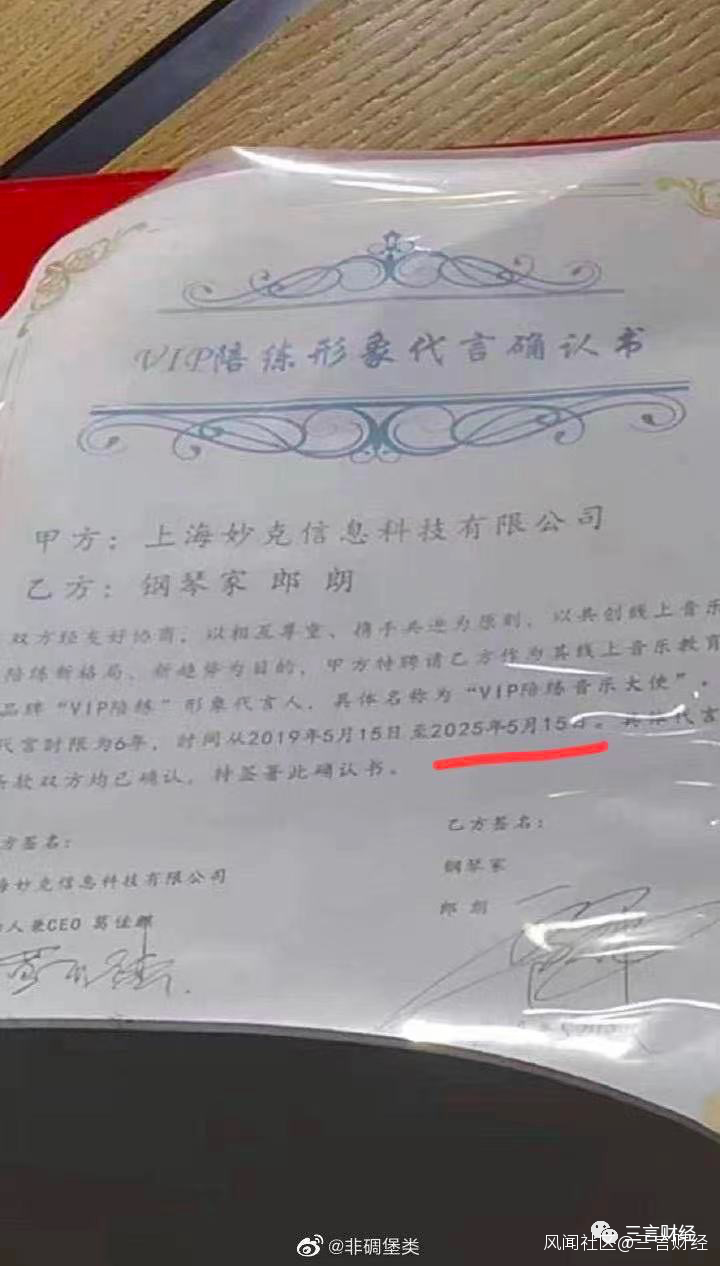 VIP陪练形象代言确认书
甲方：上海妙克信息科技有限公司
乙方：钢琴家 郎 朗
双方经友好协商，以相互尊重、携手共进为原则，以共创线上音乐
陪练新格局、新趋势为目的，甲方特聘请乙方作为其线上音乐教育
品牌“VIP陪练”形象代言人，具体名称为“VIP陪练音乐大使”。
代言时限为6年，时间从2019年5月15日至2025年5月15日。具体代言
条款双方均已确认，特签署此确认书。
方签名：
乙方签名：
海妙克信息科技有限公司
钢琴家
人兼CEO 葛佳麒
郎 朗
@非碉堡类
三言财经
风闻社区@三言财经